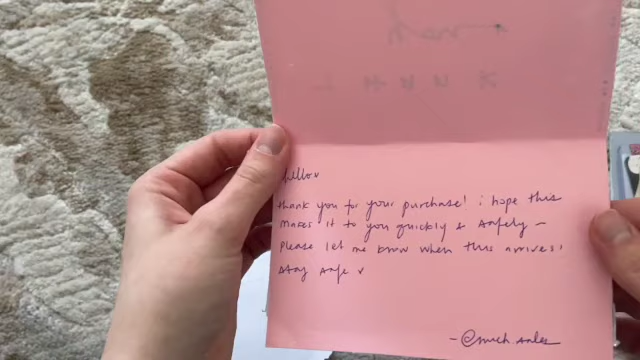 hello
thank you for your purchase! i hope this
makes it to you quickly & safely –
please let me know when this arrives!
stay safe